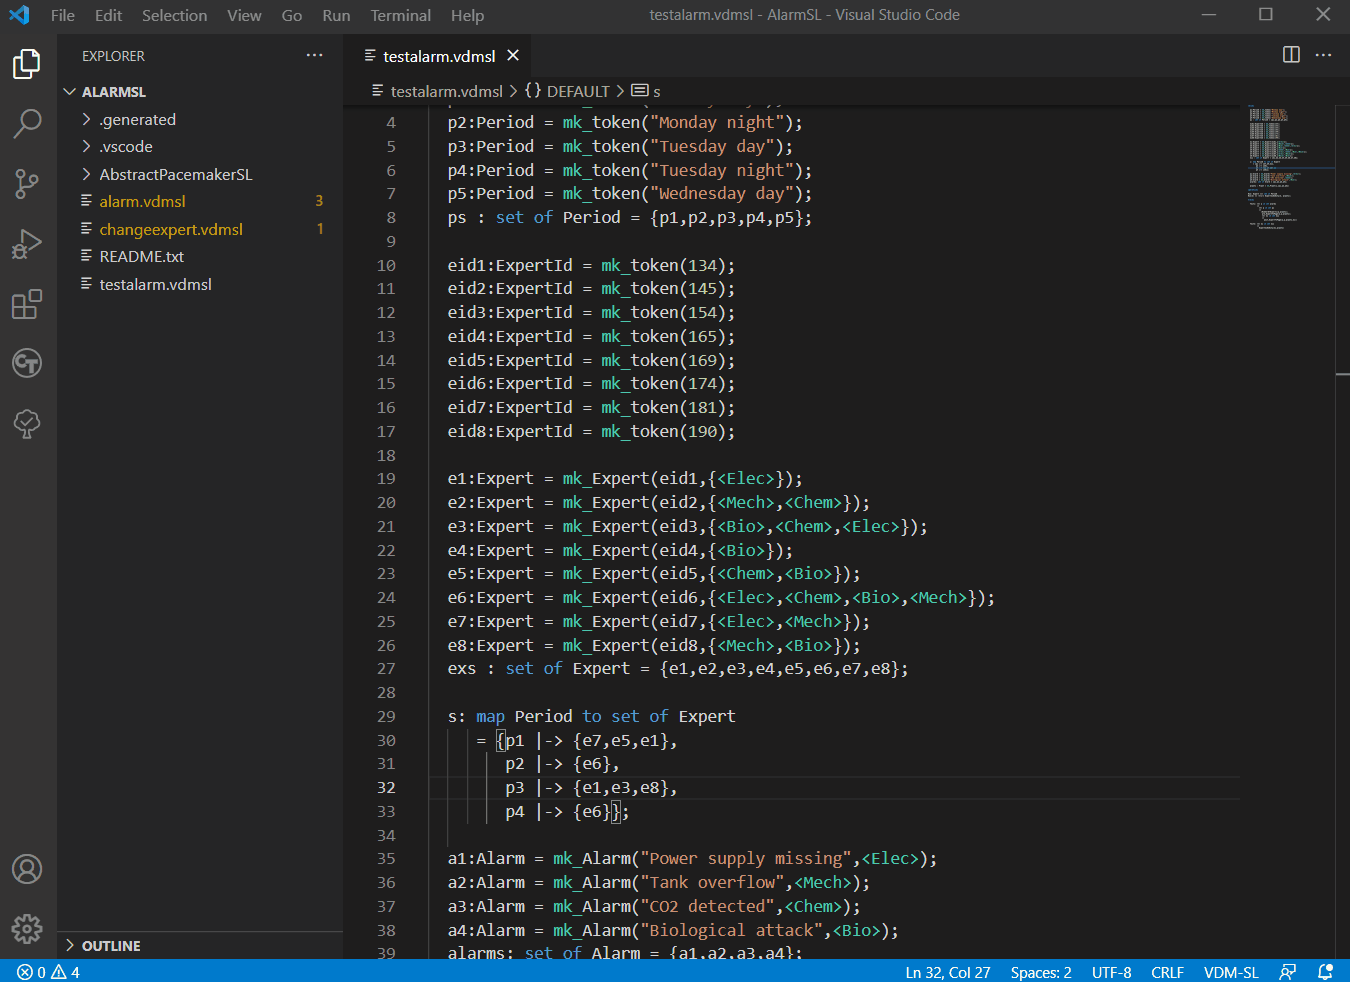 File Edit Selection View Go Run Terminal Help testalarm.vdmsl - AlarmSL - Visual Studio Code
EXPLORER
ALARMSL
.generated
.vscode
AbstractPacemakerSL
alarm.vdmsl 3
changeexpert.vdmsl 1
README.txt
testalarm.vdmsl
OUTLINE
testalarm.vdmsl
testalarm.vdmsl > {} DEFAULT > s
4 p2:Period = mk_token("Monday night");
5 p3:Period = mk_token("Tuesday day");
6 p4:Period = mk_token("Tuesday night");
7 p5:Period = mk_token("Wednesday day");
8 ps : set of Period = {p1,p2,p3,p4,p5};
9
10 eid1:ExpertId = mk_token(134);
11 eid2:ExpertId = mk_token(145);
12 eid3:ExpertId = mk_token(154);
13 eid4:ExpertId = mk_token(165);
14 eid5:ExpertId = mk_token(169);
15 eid6:ExpertId = mk_token(174);
16 eid7:ExpertId = mk_token(181);
17 eid8:ExpertId = mk_token(190);
18
19 e1:Expert = mk_Expert(eid1,{<Elec>});
20 e2:Expert = mk_Expert(eid2,{<Mech>,<Chem>});
21 e3:Expert = mk_Expert(eid3,{<Bio>,<Chem>,<Elec>});
22 e4:Expert = mk_Expert(eid4,{<Bio>});
23 e5:Expert = mk_Expert(eid5,{<Chem>,<Bio>});
24 e6:Expert = mk_Expert(eid6,{<Elec>,<Chem>,<Bio>,<Mech>});
25 e7:Expert = mk_Expert(eid7,{<Elec>,<Mech>});
26 e8:Expert = mk_Expert(eid8,{<Mech>,<Bio>});
27 exs : set of Expert = {e1,e2,e3,e4,e5,e6,e7,e8};
28
29 s: map Period to set of Expert
30 = {p1 |-> {e7,e5,e1},
31 p2 |-> {e6},
32 p3 |-> {e1,e3,e8},
33 p4 |-> {e6}};
34
35 a1:Alarm = mk_Alarm("Power supply missing",<Elec>);
36 a2:Alarm = mk_Alarm("Tank overflow",<Mech>);
37 a3:Alarm = mk_Alarm("CO2 detected",<Chem>);
38 a4:Alarm = mk_Alarm("Biological attack",<Bio>);
39 alarms: set of Alarm = {a1,a2,a3,a4};
0 4 Ln 32, Col 27 Spaces: 2 UTF-8 CRLF VDM-SL